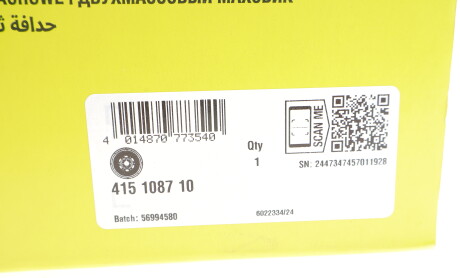 ДВУХМАССОВЫЙ МАХОВИК
حدافة
4 014870 773540
SCAN ME
Qty
1
SN. 2447347457011928
415 1087 10
Batch: 56994580
6022334/24